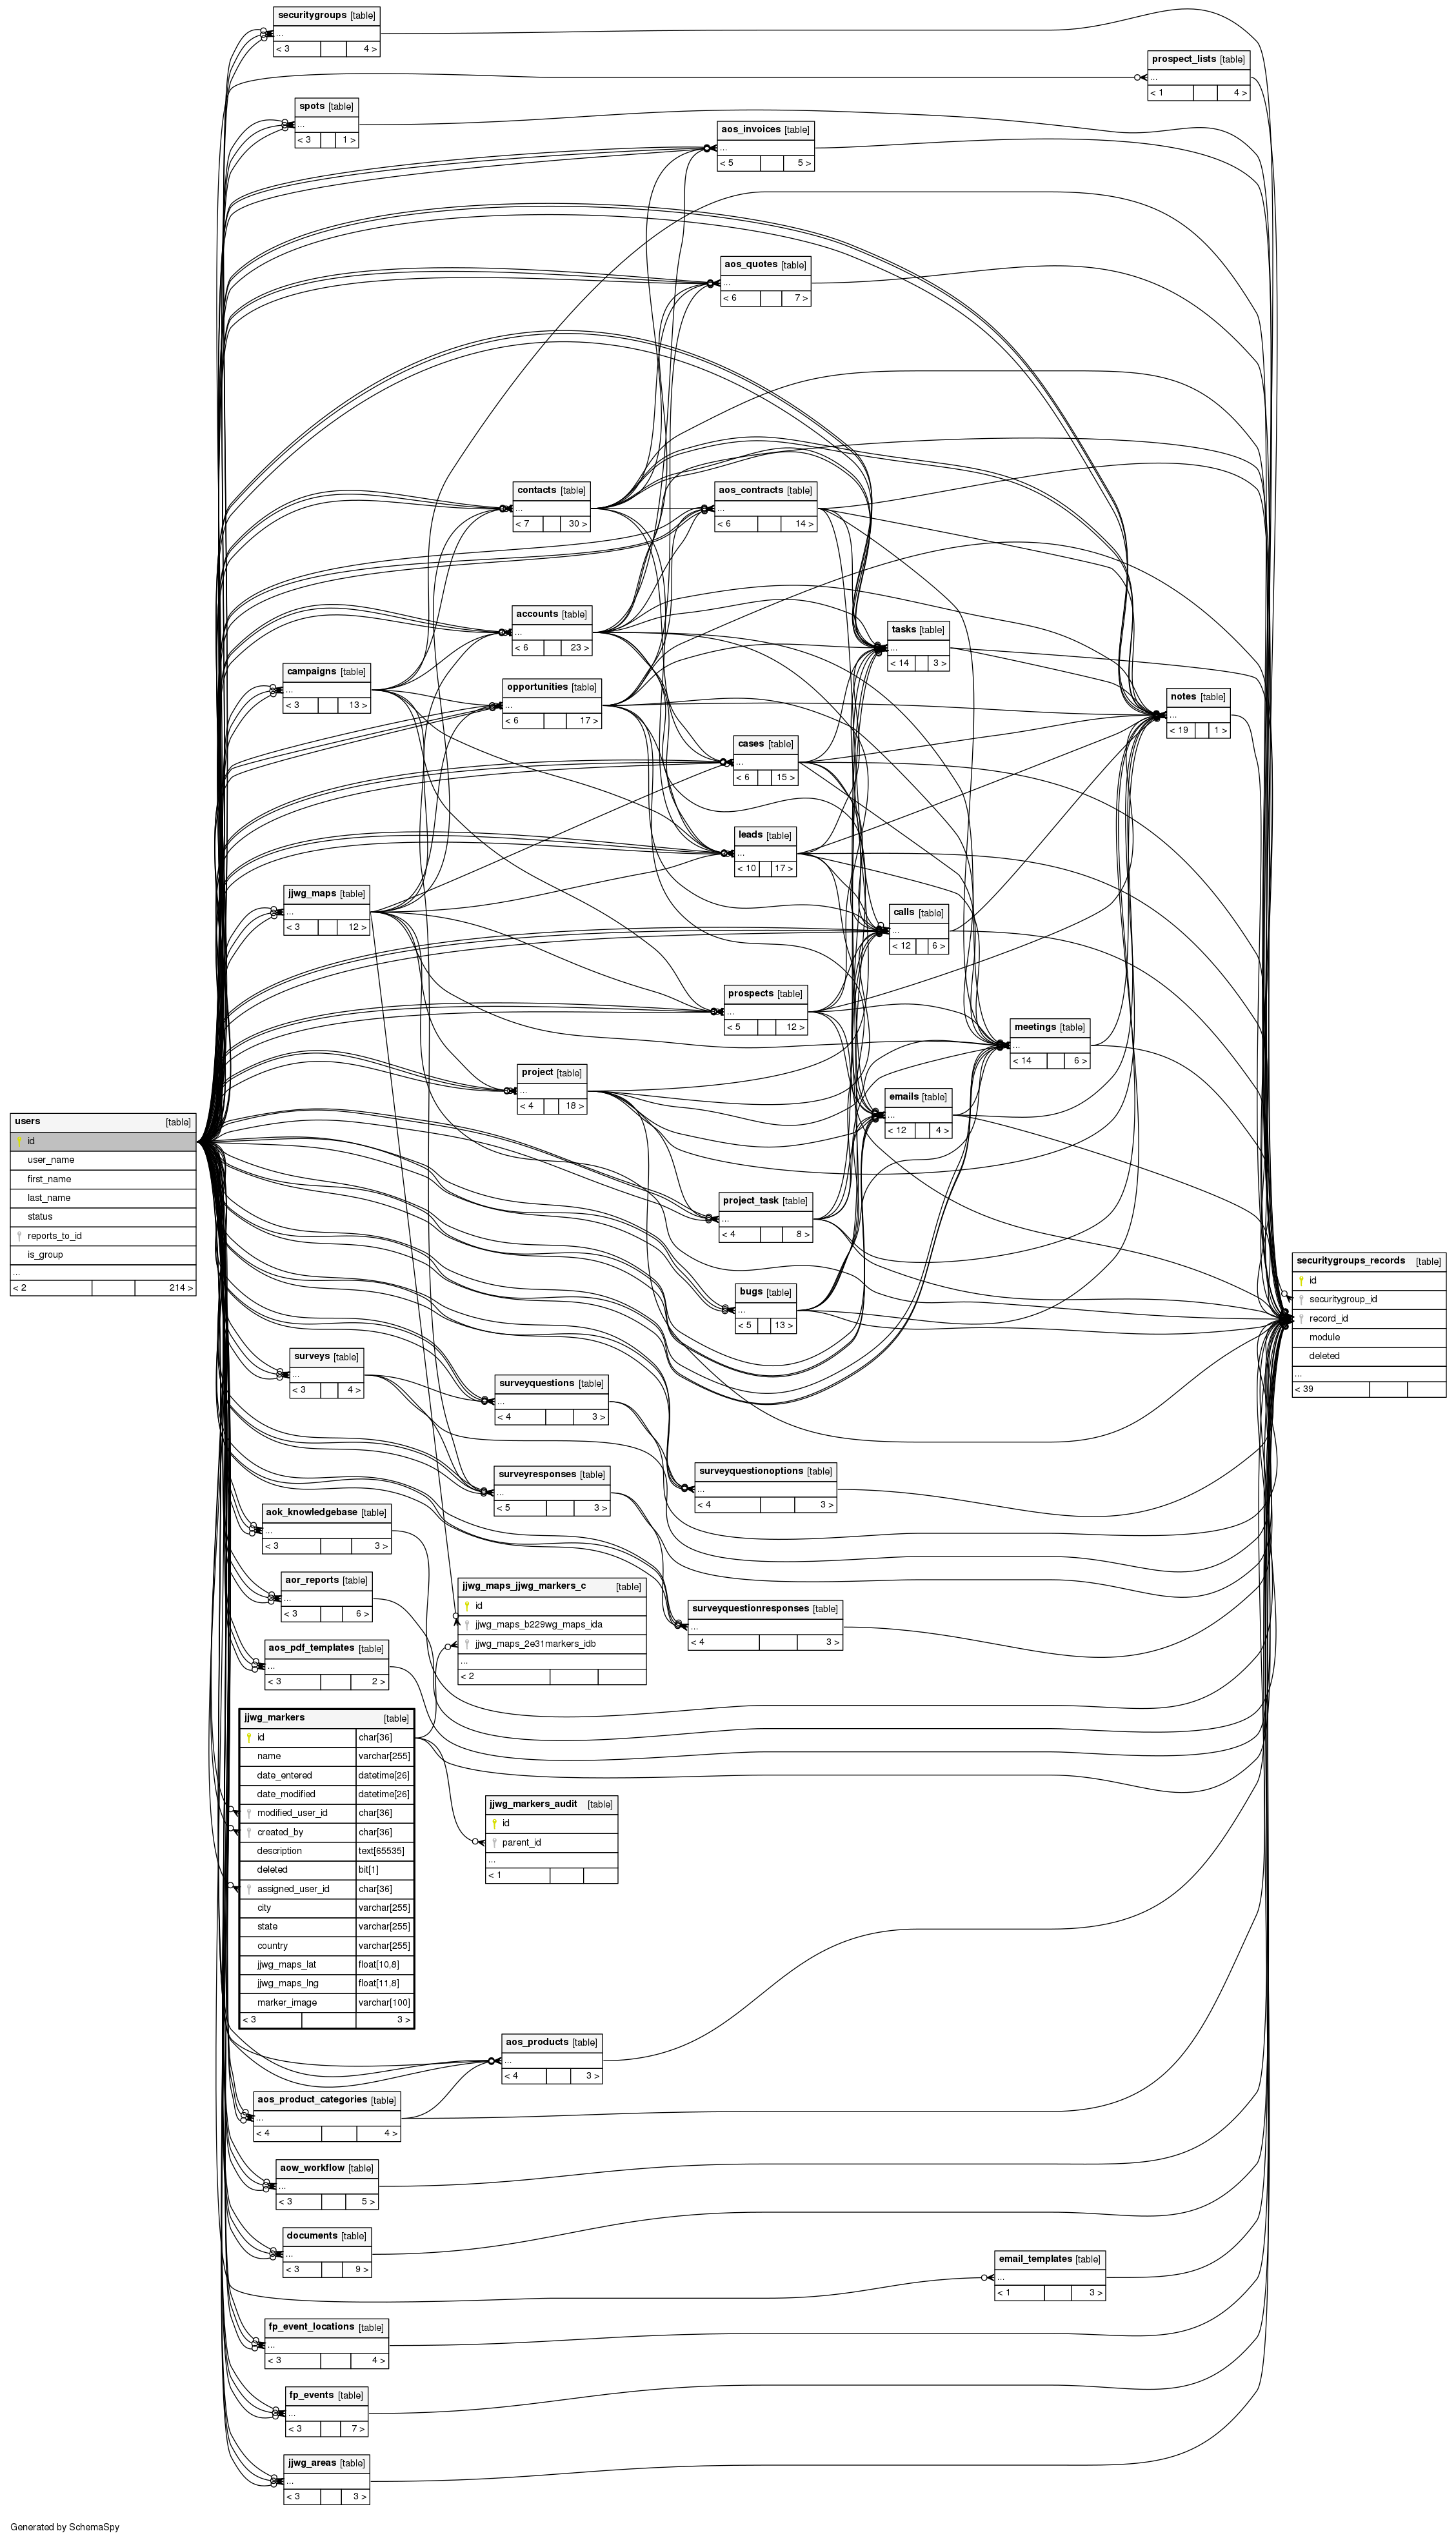 securitygroups [table]
...
< 3 4 >
prospect_lists [table]
...
< 1 4 >
spots [table]
...
< 3 1 >
aos_invoices [table]
...
< 5 5 >
aos_quotes [table]
...
< 6 7 >
contacts [table]
...
< 7 30 >
aos_contracts [table]
...
< 6 14 >
accounts [table]
...
< 6 23 >
tasks [table]
...
< 14 3 >
campaigns [table]
...
< 3 13 >
opportunities [table]
...
< 6 17 >
notes [table]
...
< 19 1 >
cases [table]
...
< 6 15 >
leads [table]
...
< 10 17 >
jjwg_maps [table]
...
< 3 12 >
calls [table]
...
< 12 6 >
prospects [table]
...
< 5 12 >
meetings [table]
...
< 14 6 >
project [table]
...
< 4 18 >
emails [table]
...
< 12 4 >
users [table]
id
user_name
first_name
last_name
status
reports_to_id
is_group
...
< 2 214 >
project_task [table]
...
< 4 8 >
securitygroups_records [table]
id
securitygroup_id
record_id
module
deleted
...
< 39
bugs [table]
...
< 5 13 >
surveys [table]
...
< 3 4 >
surveyquestions [table]
...
< 4 3 >
surveyquestionoptions [table]
...
< 4 3 >
surveyresponses [table]
...
< 5 3 >
aok_knowledgebase [table]
...
< 3 3 >
aor_reports [table]
...
< 3 6 >
jjwg_maps_jjwg_markers_c [table]
id
jjwg_maps_b229wg_maps_ida
jjwg_maps_2e31markers_idb
...
< 2
surveyquestionresponses [table]
...
< 4 3 >
aos_pdf_templates [table]
...
< 3 2 >
jjwg_markers [table]
id char[36]
name varchar[255]
date_entered datetime[26]
date_modified datetime[26]
modified_user_id char[36]
created_by char[36]
description text[65535]
deleted bit[1]
assigned_user_id char[36]
city varchar[255]
state varchar[255]
country varchar[255]
jjwg_maps_lat float[10,8]
jjwg_maps_lng float[11,8]
marker_image varchar[100]
< 3 3 >
jjwg_markers_audit [table]
id
parent_id
...
< 1
aos_products [table]
...
< 4 3 >
aos_product_categories [table]
...
< 4 4 >
aow_workflow [table]
...
< 3 5 >
documents [table]
...
< 3 9 >
email_templates [table]
...
< 1 3 >
fp_event_locations [table]
...
< 3 4 >
fp_events [table]
...
< 3 7 >
jjwg_areas [table]
...
< 3 3 >
Generated by SchemaSpy